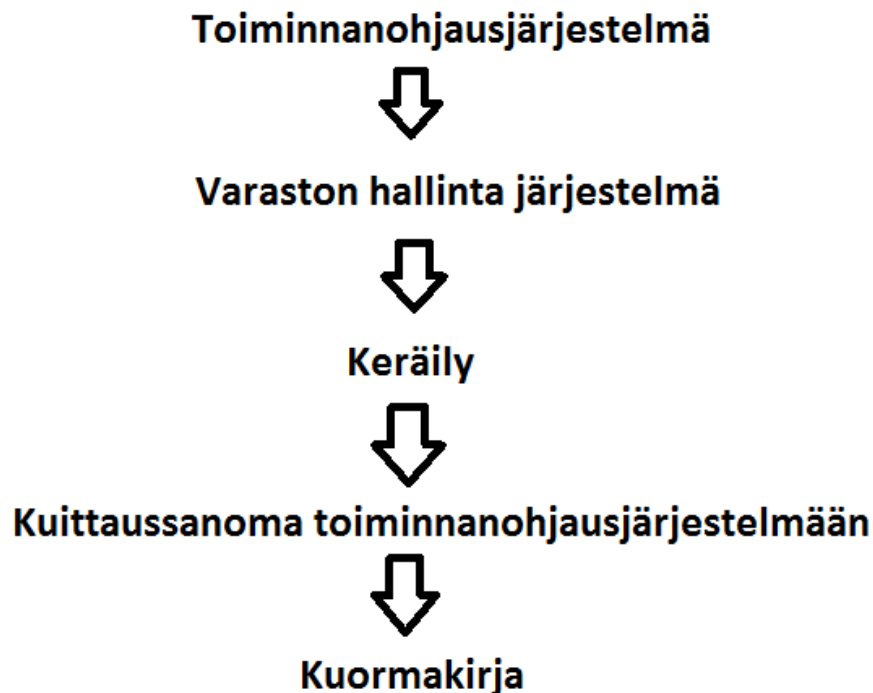 Toiminnanohjausjärjestelmä
Varaston hallinta järjestelmä
Keräily
Kuittaussanoma toiminnanohjausjärjestelmään
Kuormakirja